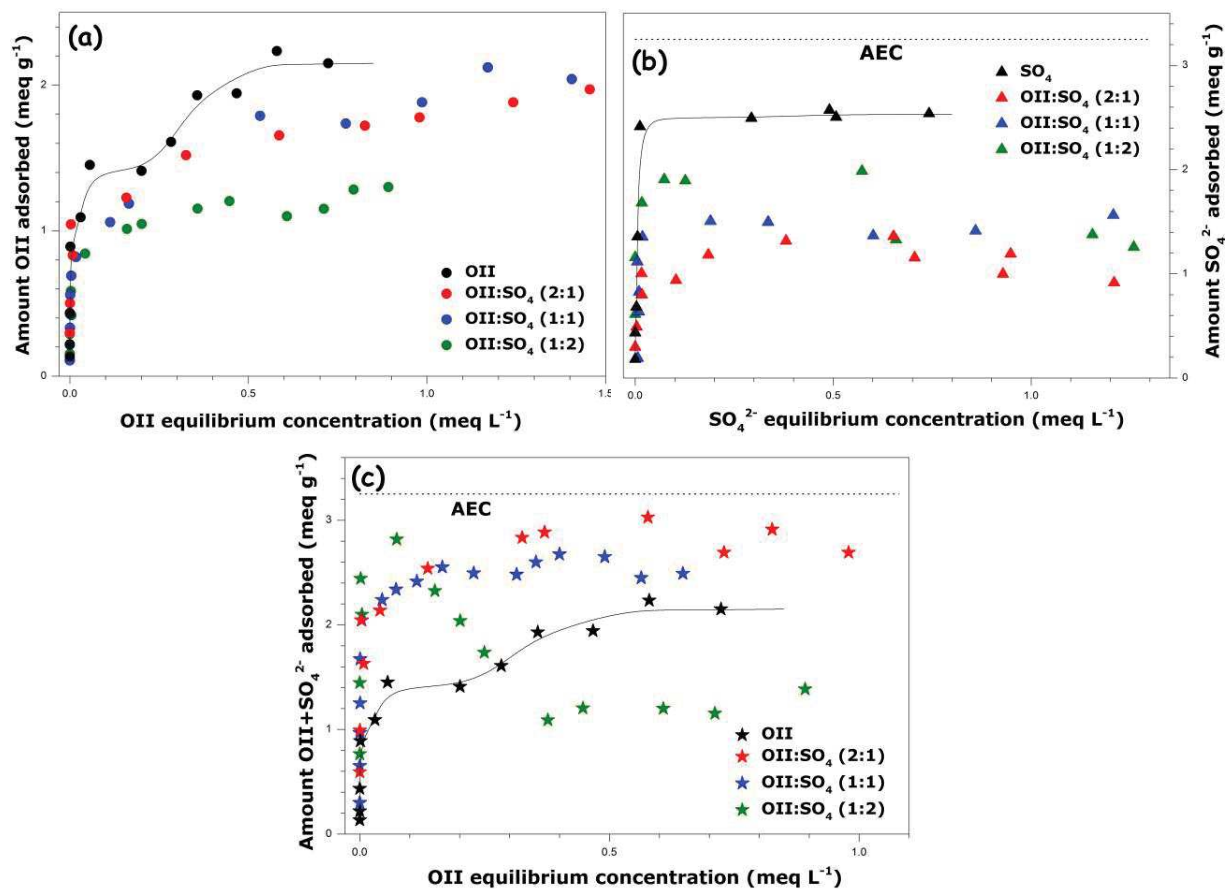 (a)
Amount OII adsorbed (meq g⁻¹)
2
1
0
OII
OII:SO₄ (2:1)
OII:SO₄ (1:1)
OII:SO₄ (1:2)
0.0 0.5 1.0 1.5
OII equilibrium concentration (meq L⁻¹)
(b)
AEC
SO₄
OII:SO₄ (2:1)
OII:SO₄ (1:1)
OII:SO₄ (1:2)
3
2
1
0
Amount SO₄²⁻ adsorbed (meq g⁻¹)
0.0 0.5 1.0
SO₄²⁻ equilibrium concentration (meq L⁻¹)
(c)
AEC
Amount OII+SO₄²⁻ adsorbed (meq g⁻¹)
3
2
1
0
OII
OII:SO₄ (2:1)
OII:SO₄ (1:1)
OII:SO₄ (1:2)
0.0 0.5 1.0
OII equilibrium concentration (meq L⁻¹)